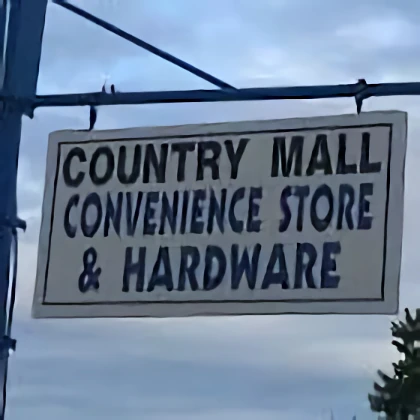 COUNTRY MALL
CONVENIENCE STORE
& HARDWARE